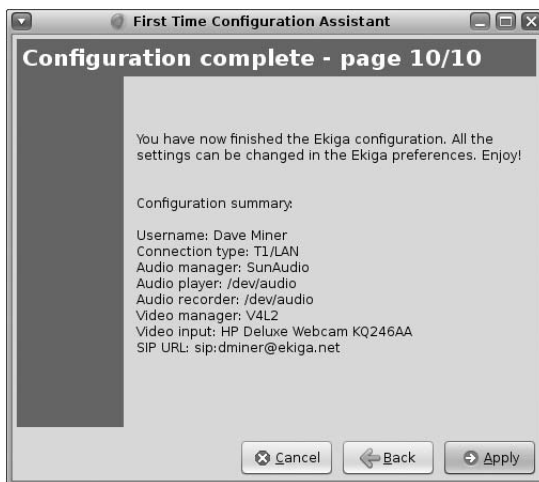 First Time Configuration Assistant
Configuration complete - page 10/10
You have now finished the Ekiga configuration. All the
settings can be changed in the Ekiga preferences. Enjoy!
Configuration summary:
Username: Dave Miner
Connection type: T1/LAN
Audio manager: SunAudio
Audio player: /dev/audio
Audio recorder: /dev/audio
Video manager: V4L2
Video input: HP Deluxe Webcam KQ246AA
SIP URL: sip:dminer@ekiga.net
Cancel Back Apply